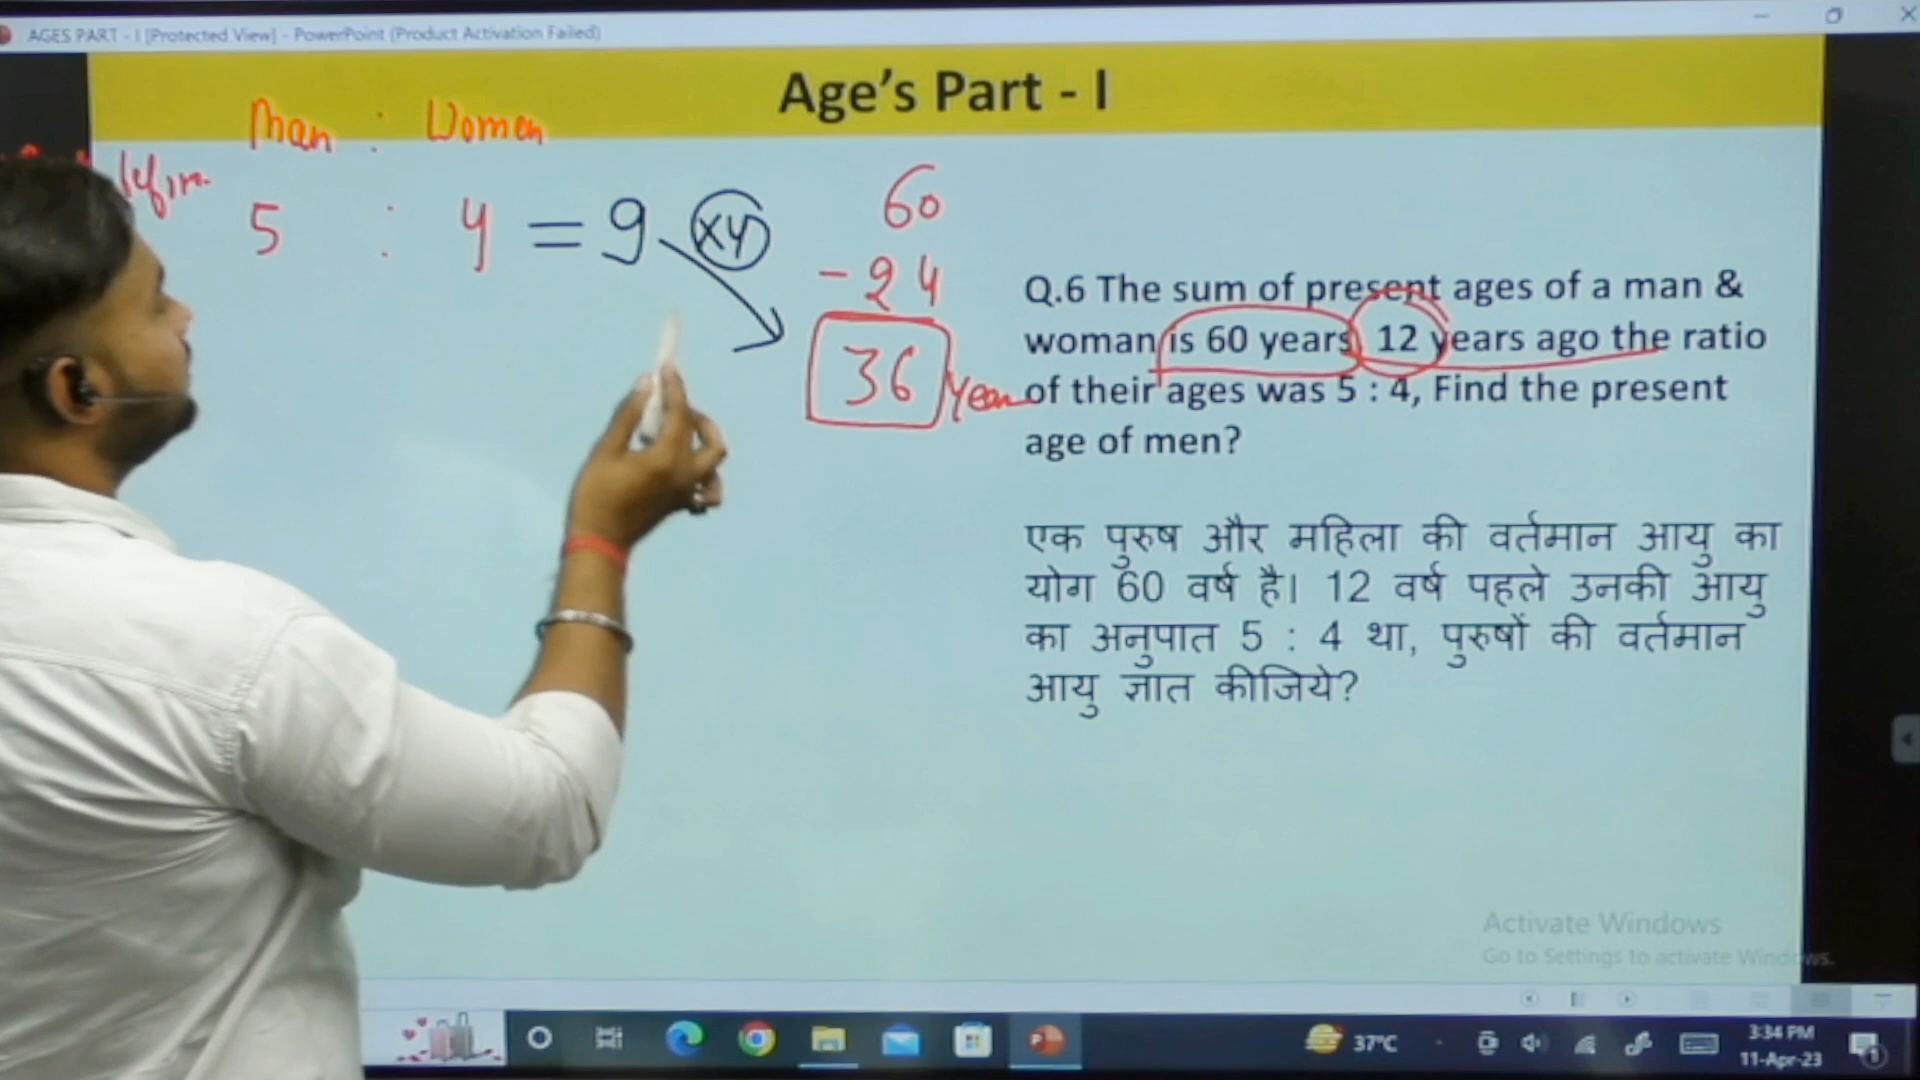 AGES PART - I [Protected View] - PowerPoint (Product Activation Failed)
Age's Part - I
Man : Women
5 : 4 = 9 ×4
60
- 24
36 Year
Q.6 The sum of present ages of a man &
woman is 60 years 12 years ago the ratio
of their ages was 5 : 4, Find the present
age of men?
एक पुरुष और महिला की वर्तमान आयु का
योग 60 वर्ष है। 12 वर्ष पहले उनकी आयु
का अनुपात 5 : 4 था, पुरुषों की वर्तमान
आयु ज्ञात कीजिये?
Activate Windows
Go to Settings to activate Windows.
37°C
3:34 PM
11-Apr-23
1